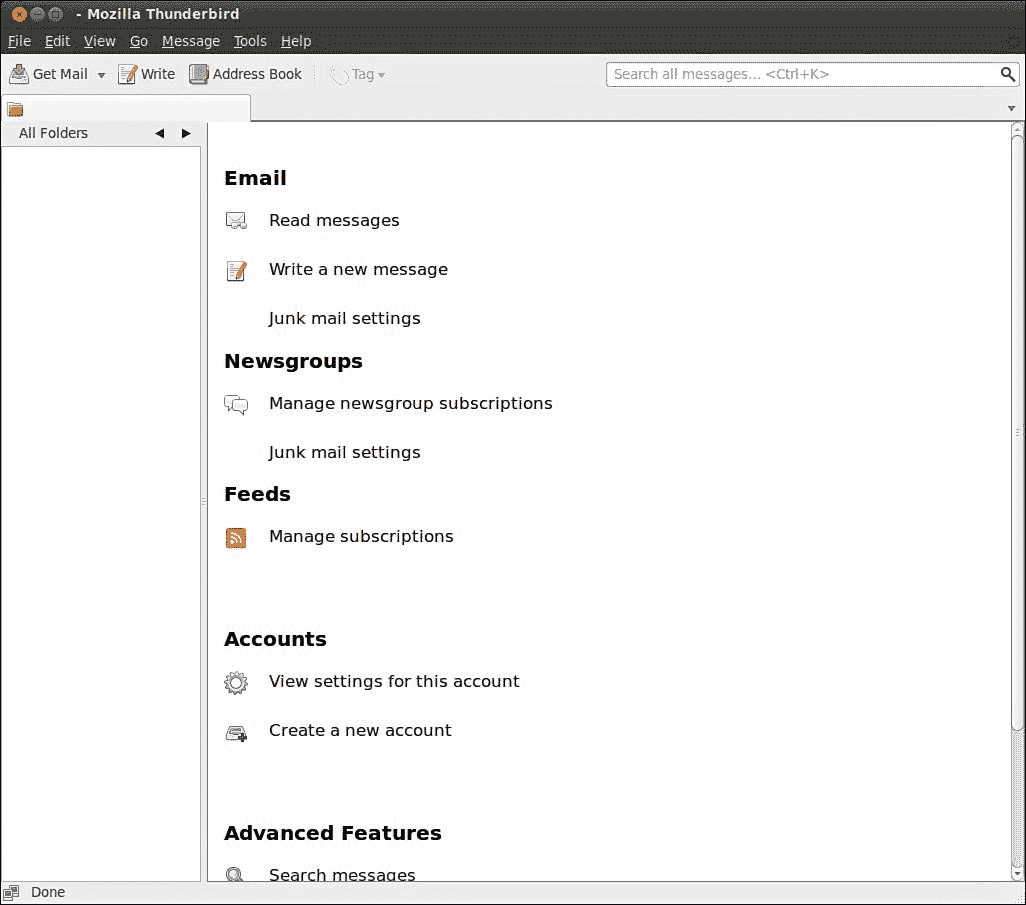 - Mozilla Thunderbird
File Edit View Go Message Tools Help
Get Mail Write Address Book Tag Search all messages... <Ctrl+K>
All Folders
Email
Read messages
Write a new message
Junk mail settings
Newsgroups
Manage newsgroup subscriptions
Junk mail settings
Feeds
Manage subscriptions
Accounts
View settings for this account
Create a new account
Advanced Features
Search messages
Done